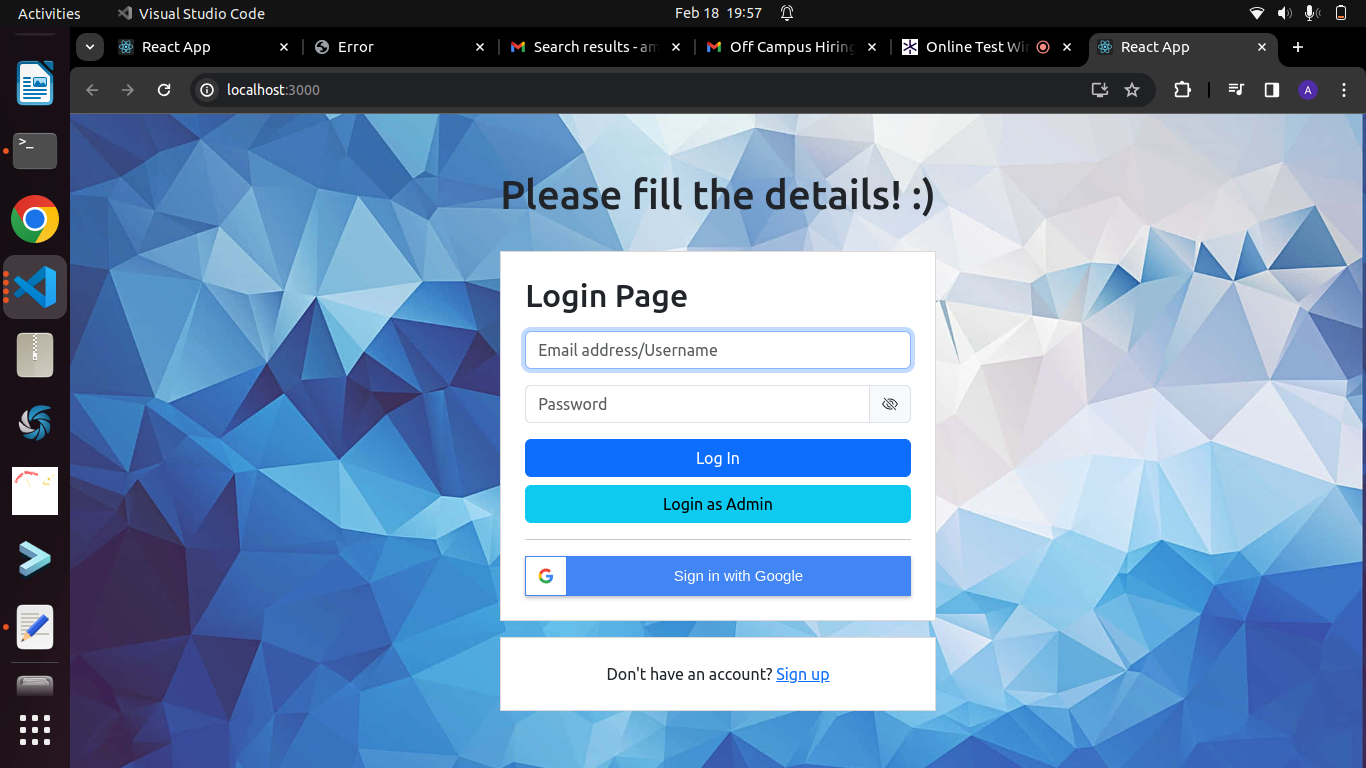 Activities Visual Studio Code Feb 18 19:57
React App Error Search results - am Off Campus Hiring Online Test Wi React App
localhost:3000
Please fill the details! :)
Login Page
Email address/Username
Password
Log In
Login as Admin
Sign in with Google
Don't have an account? Sign up